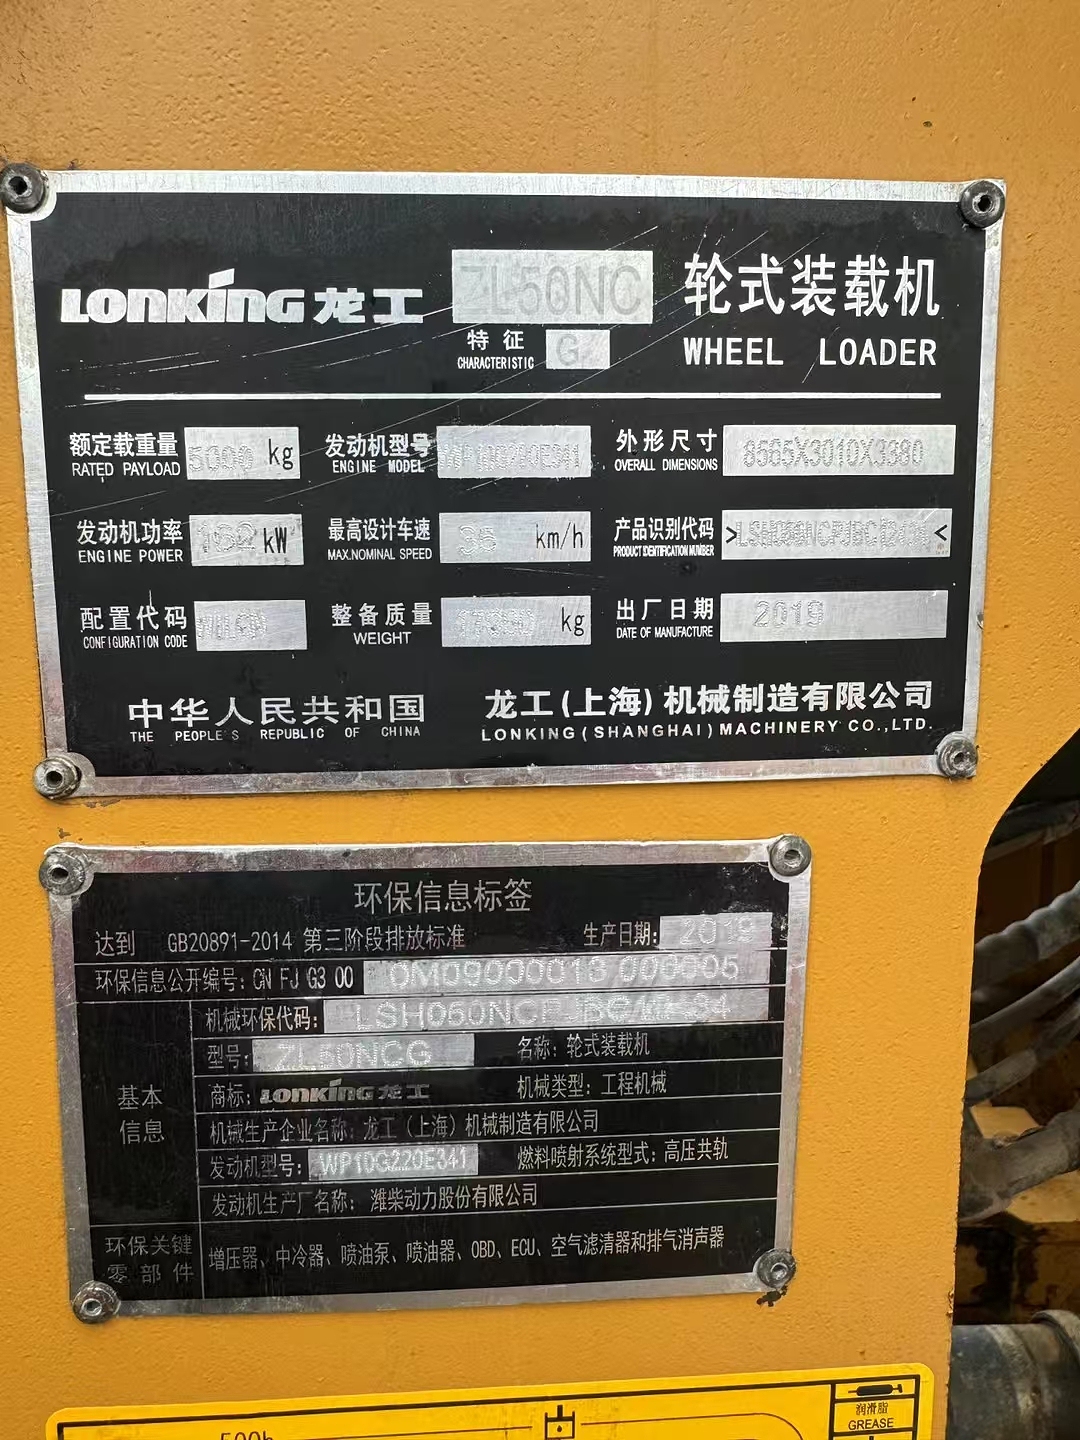 LONKING 龙工 ZL50NC 轮式装载机
特征 G WHEEL LOADER
CHARACTERISTIC
额定载重量 5000 kg 发动机型号 外形尺寸 8565X3010X3380
RATED PAYLOAD ENGINE MODEL OVERALL DIMENSIONS
发动机功率 162 kW 最高设计车速 km/h 产品识别代码 > <
ENGINE POWER MAX.NOMINAL SPEED PRODUCT IDENTIFICATION NUMBER
配置代码 整备质量 kg 出厂日期 2019
CONFIGURATION CODE WEIGHT DATE OF MANUFACTURE
中华人民共和国 龙工(上海)机械制造有限公司
THE PEOPLE'S REPUBLIC OF CHINA LONKING(SHANGHAI)MACHINERY CO.,LTD.
环保信息标签
达到 GB20891-2014 第三阶段排放标准 生产日期: 2019
环保信息公开编号: CN FJ G3 00 0M09000013 006005
机械环保代码:
型号: ZL50NCG 名称: 轮式装载机
商标: LONKING 龙工 机械类型: 工程机械
基本信息
机械生产企业名称: 龙工(上海)机械制造有限公司
发动机型号: WP10G220E341 燃料喷射系统型式: 高压共轨
发动机生产厂名称: 潍柴动力股份有限公司
环保关键零部件
增压器、中冷器、喷油泵、喷油器、OBD、ECU、空气滤清器和排气消声器
润滑脂
GREASE
500h